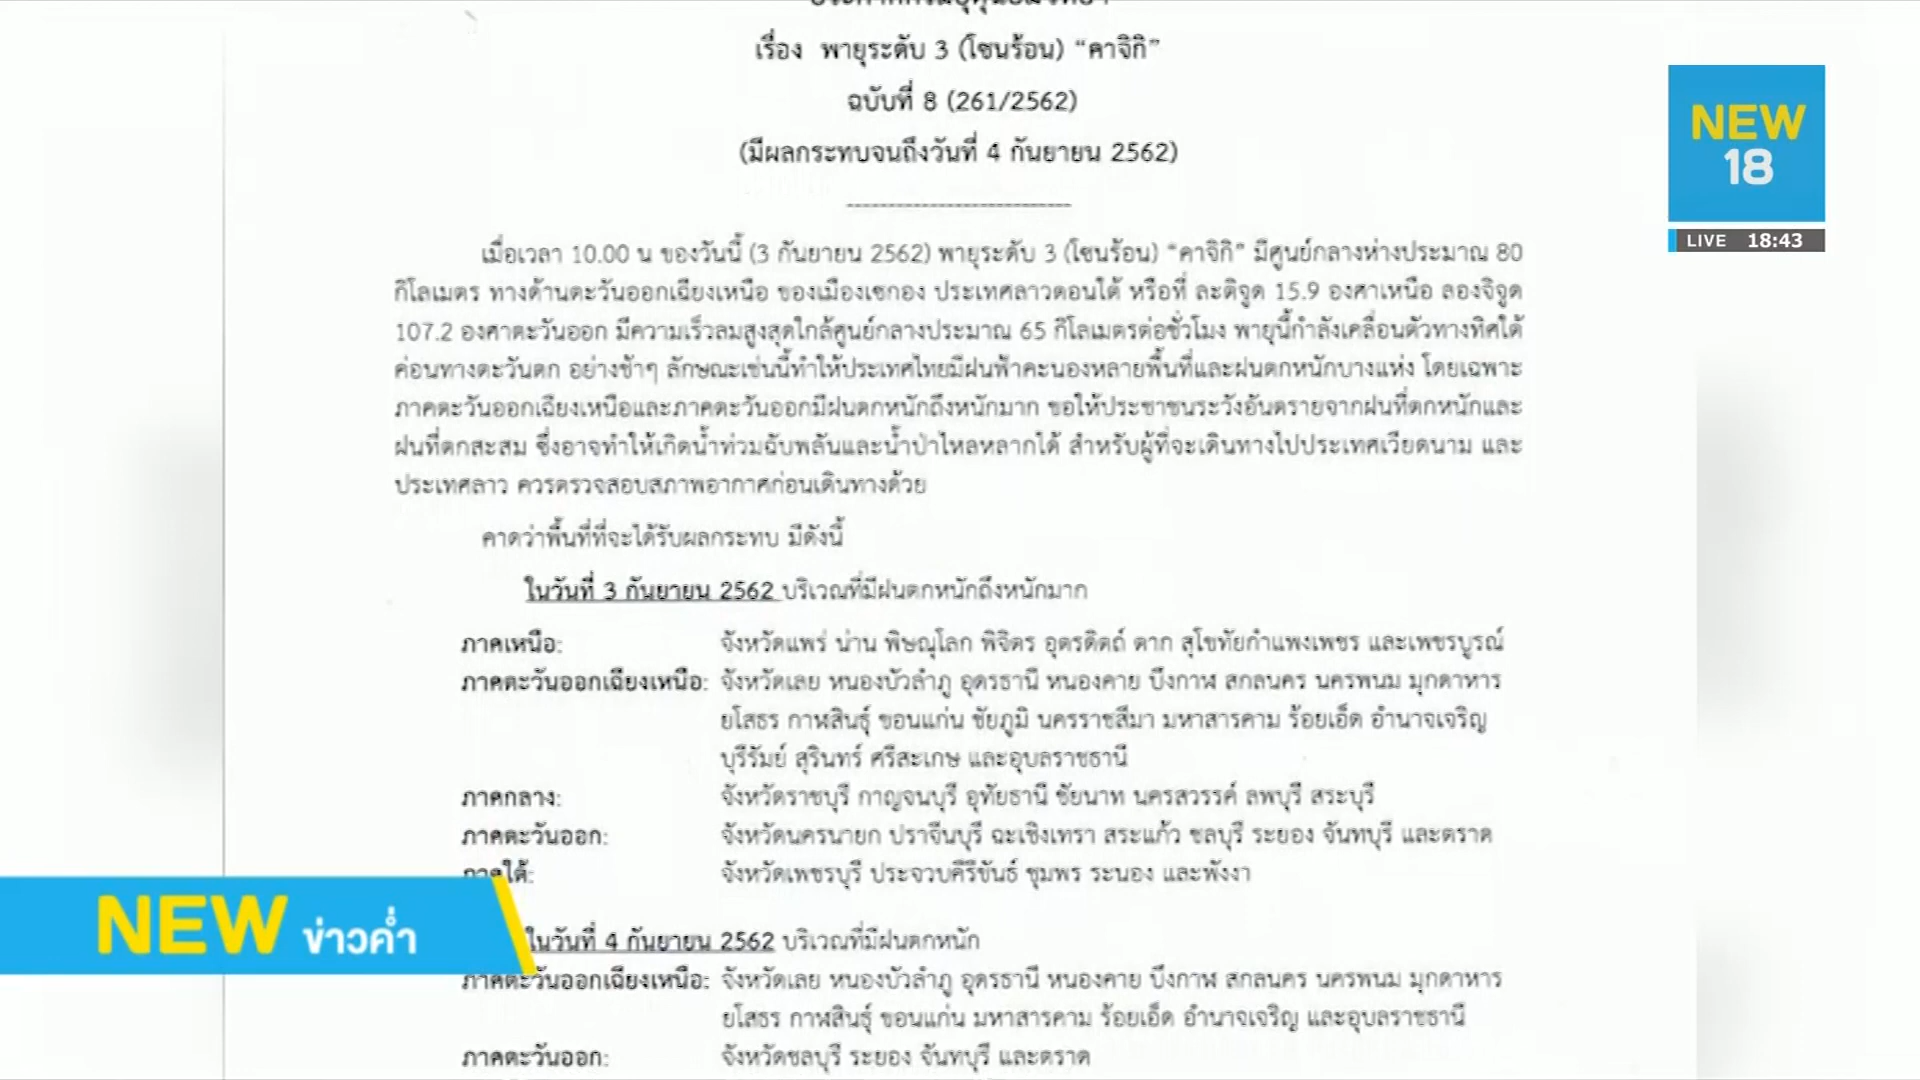 ประกาศกรมอุตุนิยมวิทยา
เรื่อง พายุระดับ 3 (โซนร้อน) “คาจิกิ”
ฉบับที่ 8 (261/2562)
(มีผลกระทบจนถึงวันที่ 4 กันยายน 2562)
NEW
18
LIVE 18:43
เมื่อเวลา 10.00 น ของวันนี้ (3 กันยายน 2562) พายุระดับ 3 (โซนร้อน) “คาจิกิ” มีศูนย์กลางห่างประมาณ 80
กิโลเมตร ทางด้านตะวันออกเฉียงเหนือ ของเมืองเซกอง ประเทศลาวตอนใต้ หรือที่ ละติจูด 15.9 องศาเหนือ ลองจิจูด
107.2 องศาตะวันออก มีความเร็วลมสูงสุดใกล้ศูนย์กลางประมาณ 65 กิโลเมตรต่อชั่วโมง พายุนี้กำลังเคลื่อนตัวทางทิศใต้
ค่อนทางตะวันตก อย่างช้าๆ ลักษณะเช่นนี้ทำให้ประเทศไทยมีฝนฟ้าคะนองหลายพื้นที่และฝนตกหนักบางแห่ง โดยเฉพาะ
ภาคตะวันออกเฉียงเหนือและภาคตะวันออกมีฝนตกหนักถึงหนักมาก ขอให้ประชาชนระวังอันตรายจากฝนที่ตกหนักและ
ฝนที่ตกสะสม ซึ่งอาจทำให้เกิดน้ำท่วมฉับพลันและน้ำป่าไหลหลากได้ สำหรับผู้ที่จะเดินทางไปประเทศเวียดนาม และ
ประเทศลาว ควรตรวจสอบสภาพอากาศก่อนเดินทางด้วย
คาดว่าพื้นที่ที่จะได้รับผลกระทบ มีดังนี้
ในวันที่ 3 กันยายน 2562 บริเวณที่มีฝนตกหนักถึงหนักมาก
ภาคเหนือ: จังหวัดแพร่ น่าน พิษณุโลก พิจิตร อุตรดิตถ์ ตาก สุโขทัยกำแพงเพชร และเพชรบูรณ์
ภาคตะวันออกเฉียงเหนือ: จังหวัดเลย หนองบัวลำภู อุดรธานี หนองคาย บึงกาฬ สกลนคร นครพนม มุกดาหาร
ยโสธร กาฬสินธุ์ ขอนแก่น ชัยภูมิ นครราชสีมา มหาสารคาม ร้อยเอ็ด อำนาจเจริญ
บุรีรัมย์ สุรินทร์ ศรีสะเกษ และอุบลราชธานี
ภาคกลาง: จังหวัดราชบุรี กาญจนบุรี อุทัยธานี ชัยนาท นครสวรรค์ ลพบุรี สระบุรี
ภาคตะวันออก: จังหวัดนครนายก ปราจีนบุรี ฉะเชิงเทรา สระแก้ว ชลบุรี ระยอง จันทบุรี และตราด
ภาคใต้: จังหวัดเพชรบุรี ประจวบคีรีขันธ์ ชุมพร ระนอง และพังงา
NEW ข่าวค่ำ
ในวันที่ 4 กันยายน 2562 บริเวณที่มีฝนตกหนัก
ภาคตะวันออกเฉียงเหนือ: จังหวัดเลย หนองบัวลำภู อุดรธานี หนองคาย บึงกาฬ สกลนคร นครพนม มุกดาหาร
ยโสธร กาฬสินธุ์ ขอนแก่น มหาสารคาม ร้อยเอ็ด อำนาจเจริญ และอุบลราชธานี
ภาคตะวันออก: จังหวัดชลบุรี ระยอง จันทบุรี และตราด